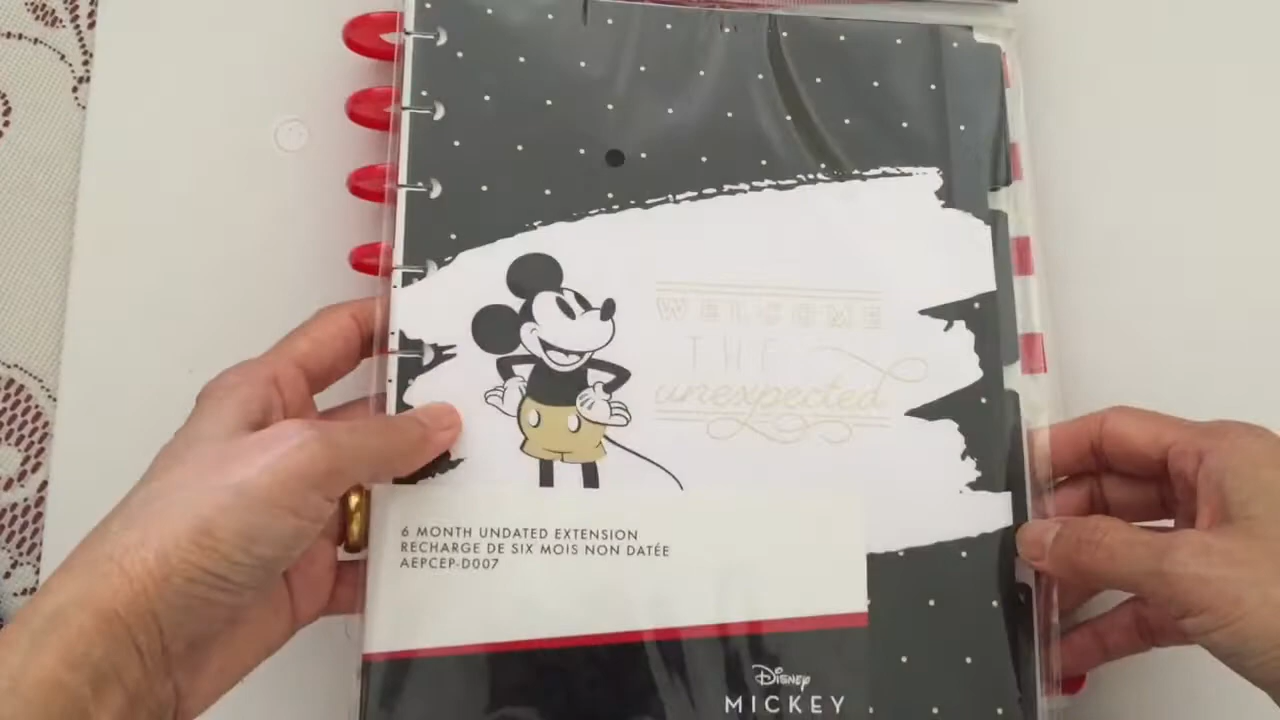 WELCOME
THE
unexpected
6 MONTH UNDATED EXTENSION
RECHARGE DE SIX MOIS NON DATÉE
AEPCEP-D007
Disney
MICKEY